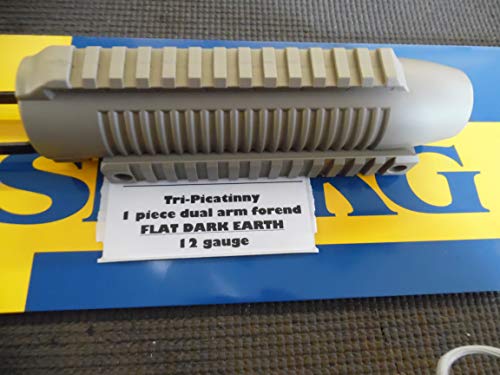 Tri-Picatinny
1 piece dual arm forend
FLAT DARK EARTH
12 gauge